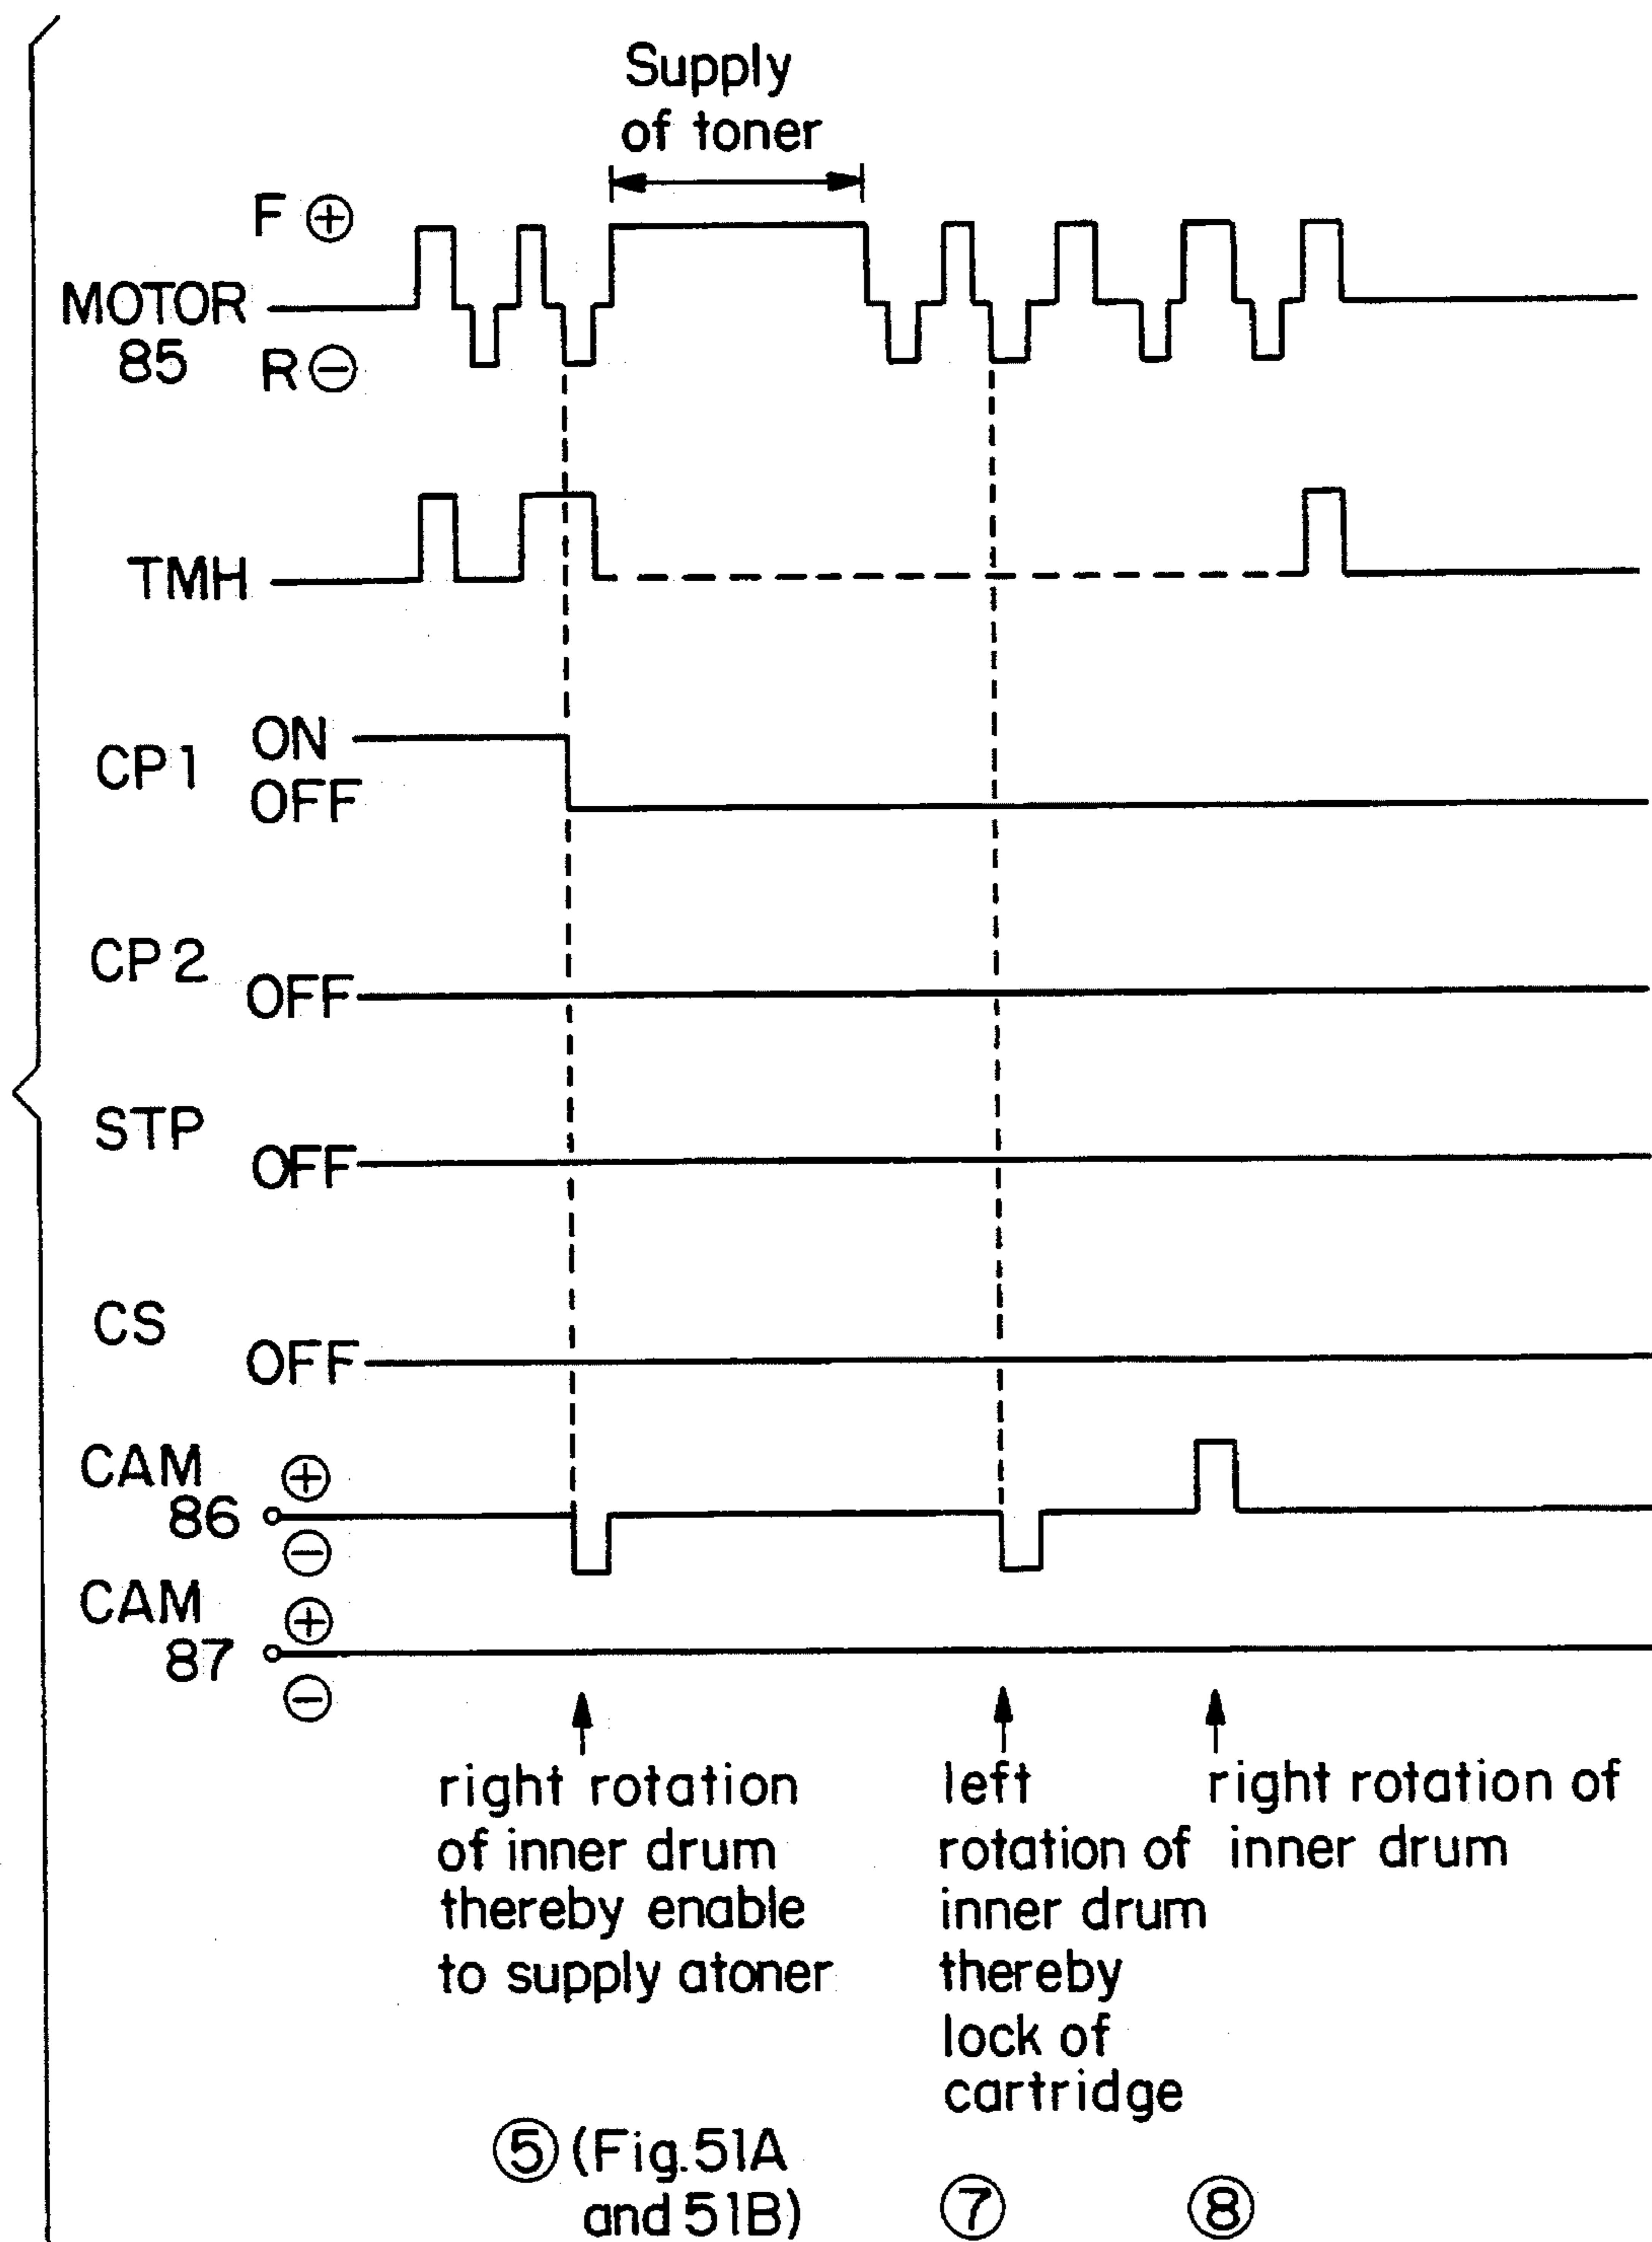 Supply
of toner
F ⊕
MOTOR
85
R ⊖
TMH
CP1
ON
OFF
CP2
OFF
STP
OFF
CS
OFF
CAM
86
⊕
⊖
CAM
87
⊕
⊖
right rotation
of inner drum
thereby enable
to supply atoner
left
rotation of
inner drum
thereby
lock of
cartridge
right rotation of
inner drum
⑤ (Fig.51A
and 51B)
⑦
⑧